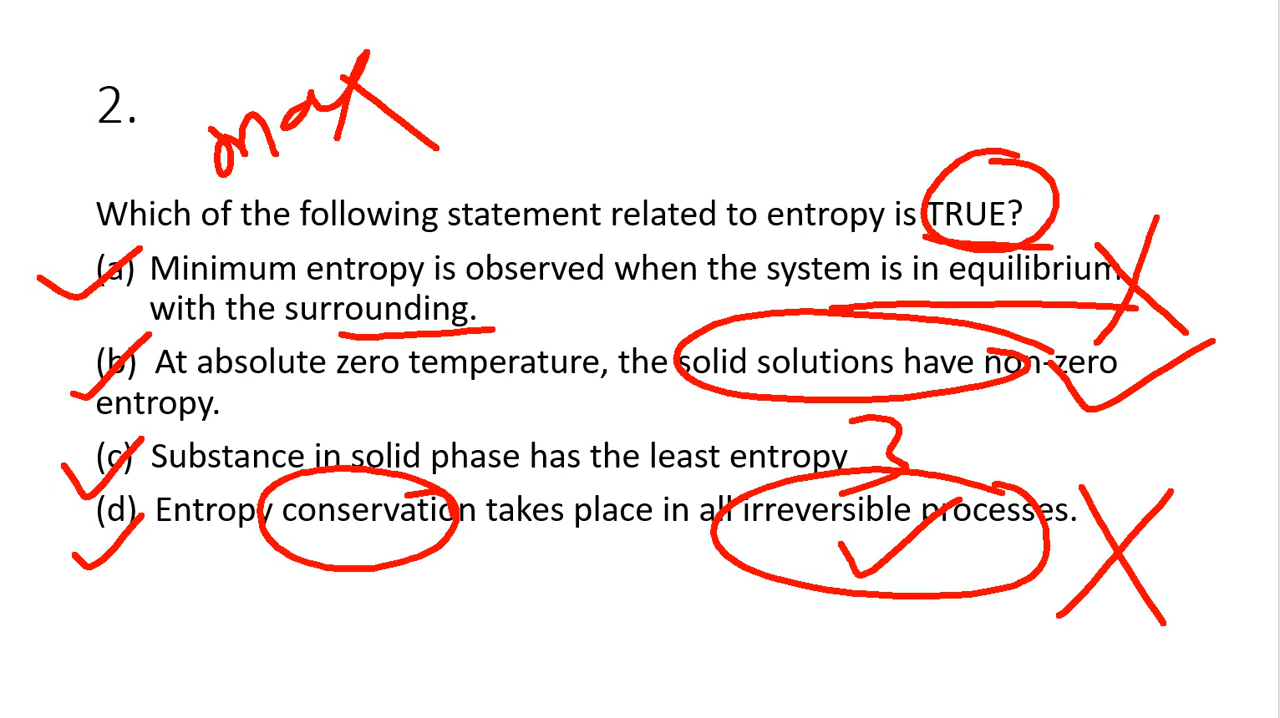 2.
max
Which of the following statement related to entropy is TRUE?
(a) Minimum entropy is observed when the system is in equilibrium
with the surrounding.
(b) At absolute zero temperature, the solid solutions have non-zero
entropy.
(c) Substance in solid phase has the least entropy
(d) Entropy conservation takes place in all irreversible processes.